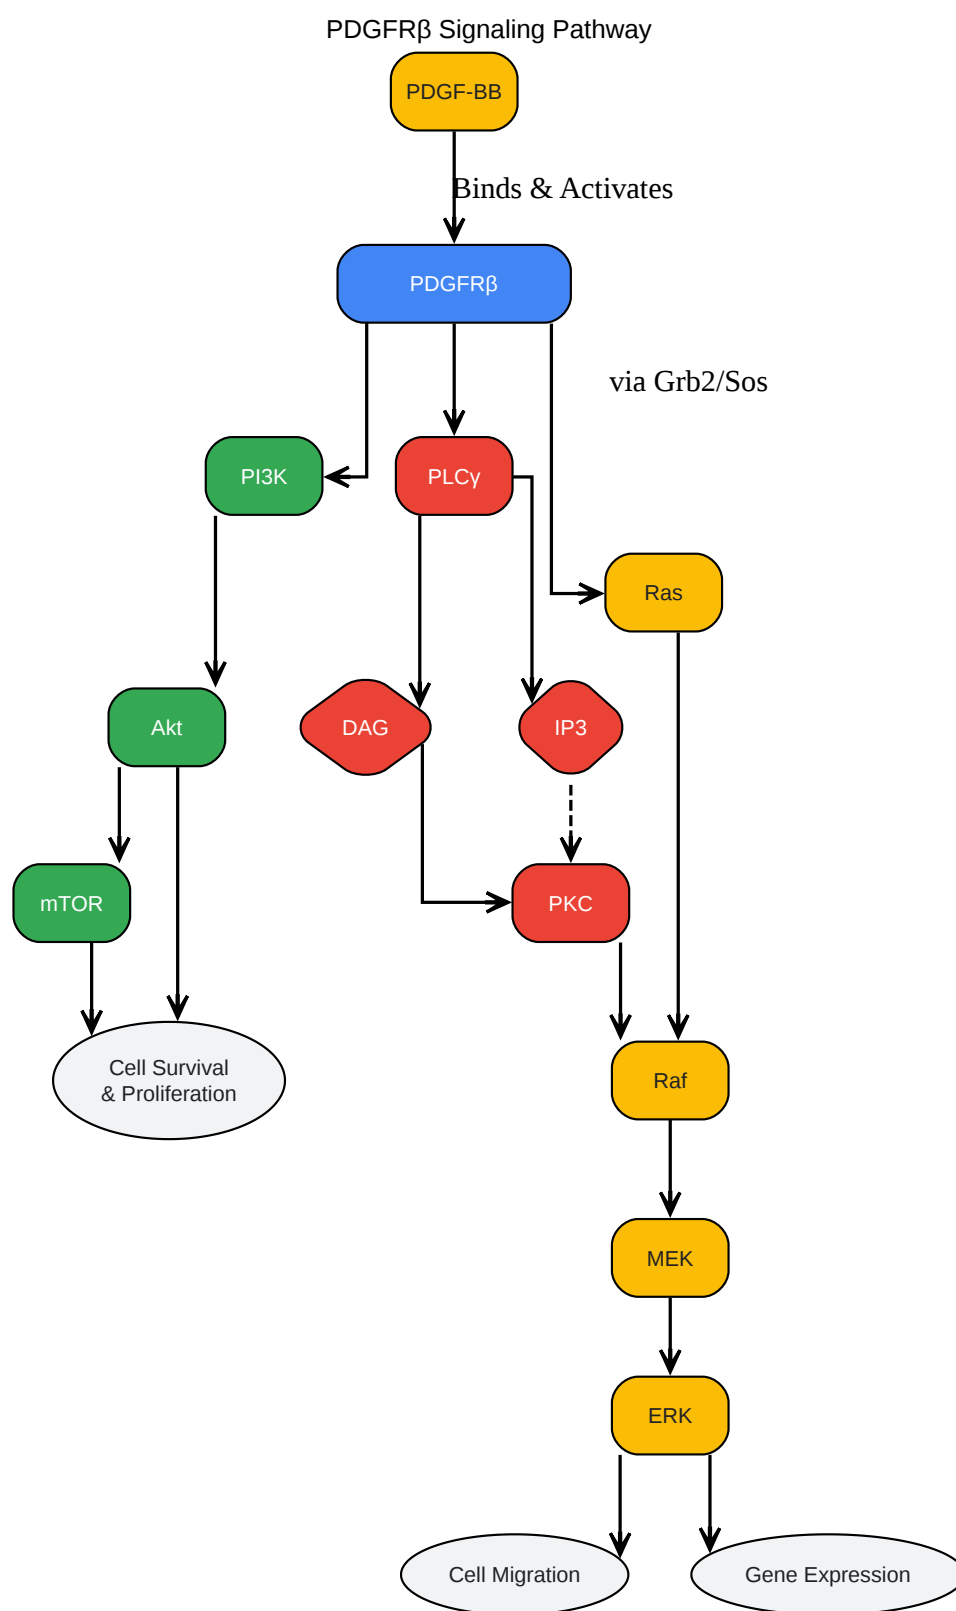 PDGFRβ Signaling Pathway
PDGF-BB
Binds & Activates
PDGFRβ
via Grb2/Sos
PI3K
PLCγ
Ras
Akt
DAG
IP3
mTOR
PKC
Cell Survival
& Proliferation
Raf
MEK
ERK
Cell Migration
Gene Expression